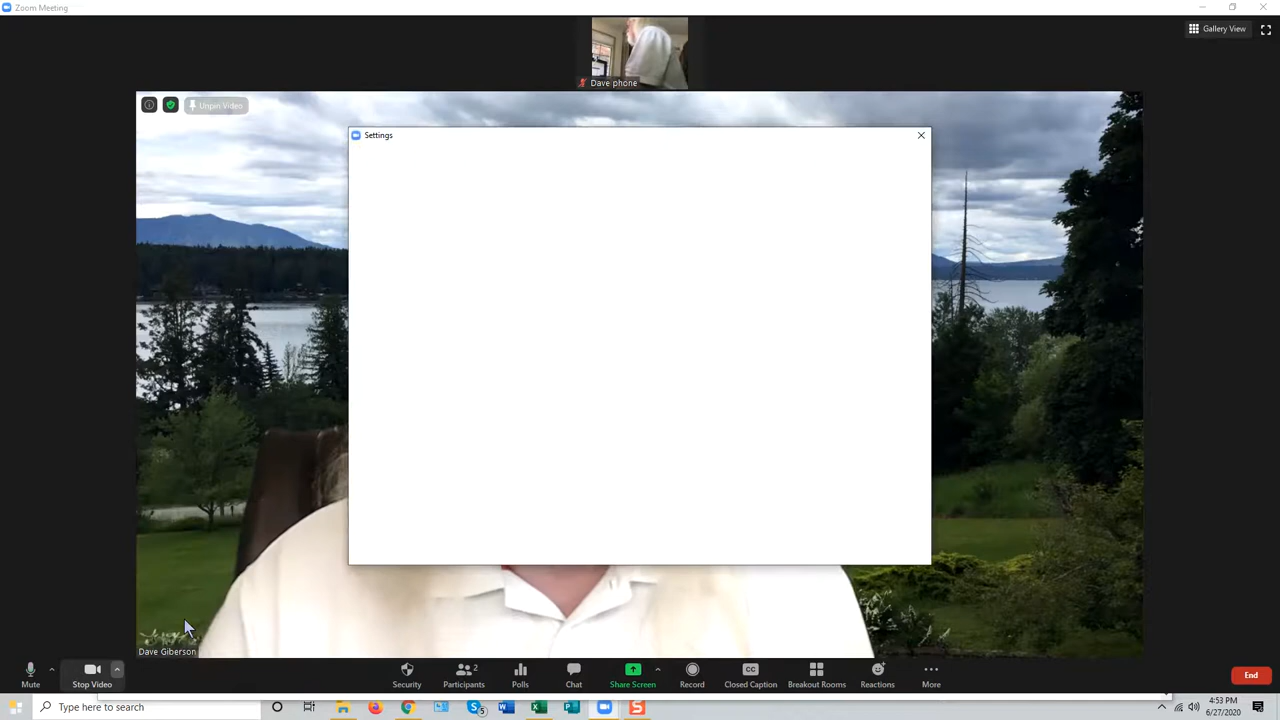 Zoom Meeting
Gallery View
Dave phone
Unpin Video
Settings
Dave Giberson
Mute
Stop Video
Security
Participants 2
Polls
Chat
Share Screen
Record
Closed Caption
Breakout Rooms
Reactions
More
End
Type here to search
5
4:53 PM
6/27/2020